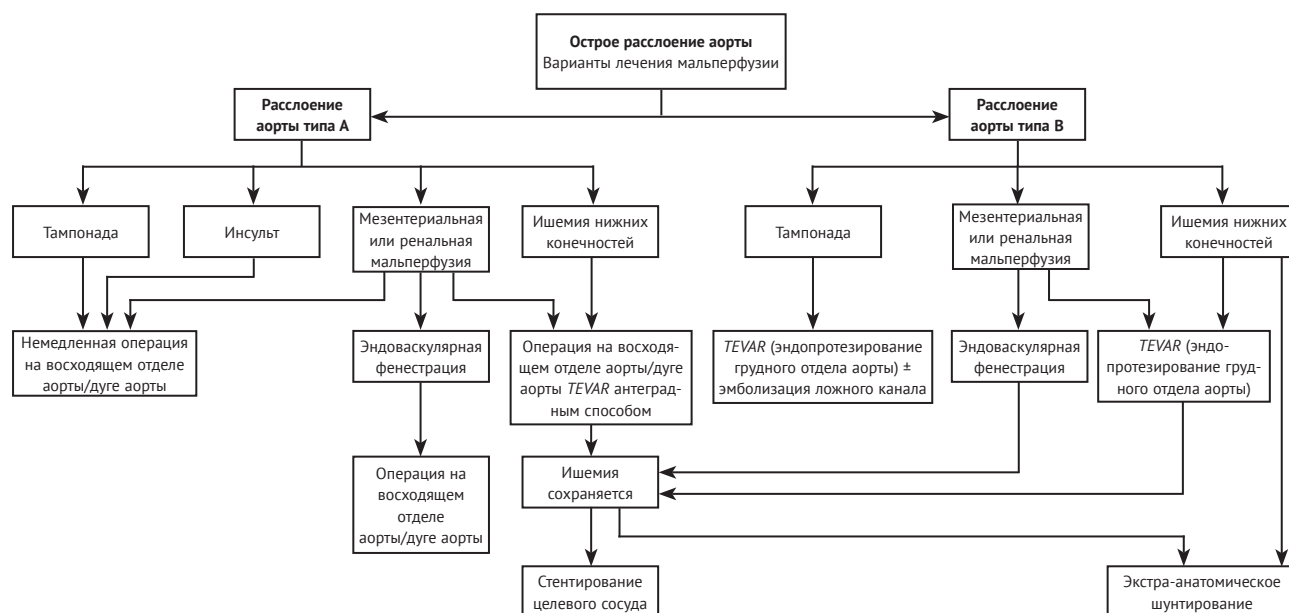 Острое расслоение аорты
Варианты лечения мальперфузии
Расслоение
аорты типа А
Расслоение
аорты типа В
Тампонада
Инсульт
Мезентериальная
или ренальная
мальперфузия
Ишемия нижних
конечностей
Тампонада
Мезентериальная
или ренальная
мальперфузия
Ишемия нижних
конечностей
Немедленная операция
на восходящем отделе
аорты/дуге аорты
Эндоваскулярная
фенестрация
Операция на восходя-
щем отделе аорты/дуге
аорты TEVAR антеград-
ным способом
TEVAR (эндопротезирование
грудного отдела аорты) ±
эмболизация ложного канала
Эндоваскулярная
фенестрация
TEVAR (эндо-
протезирование груд-
ного отдела аорты)
Операция на
восходящем
отделе
аорты/дуге аорты
Ишемия
сохраняется
Стентирование
целевого сосуда
Экстра-анатомическое
шунтирование